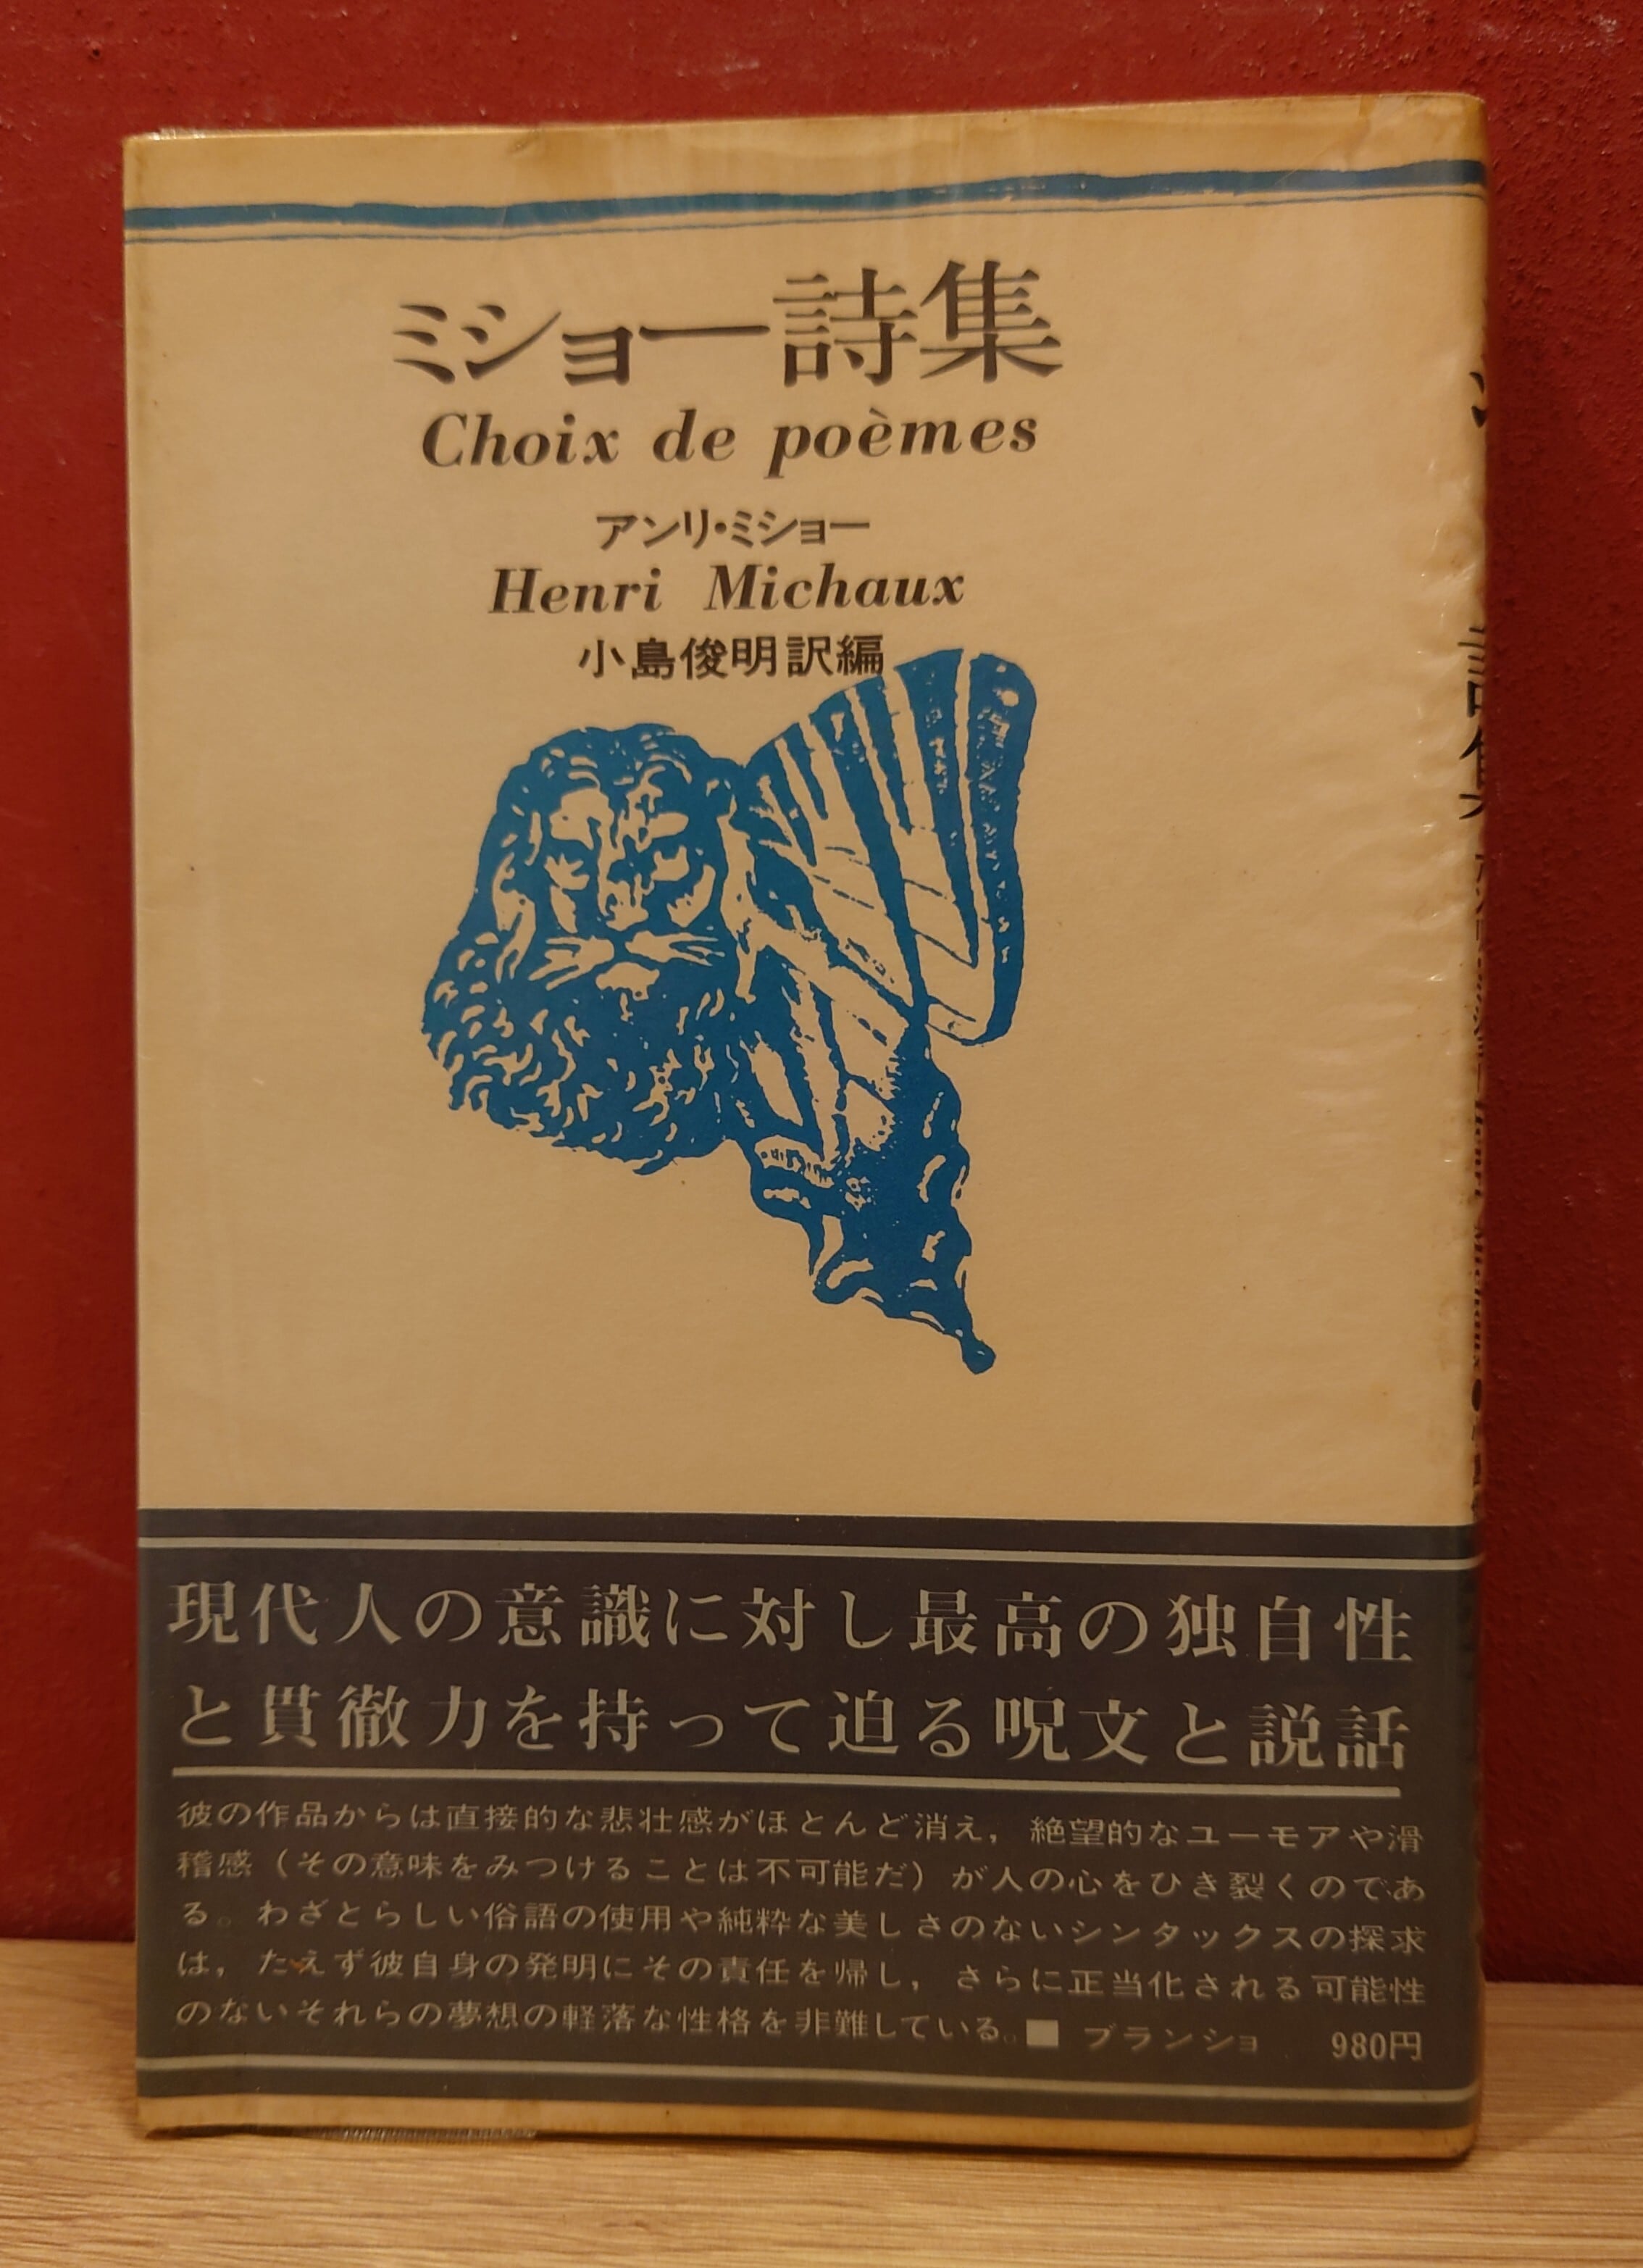 ミショー詩集
Choix de poèmes
アンリ・ミショー
Henri Michaux
小島俊明訳編
現代人の意識に対し最高の独自性
と貫徹力を持って迫る呪文と説話
彼の作品からは直接的な悲壮感がほとんど消え，絶望的なユーモアや滑
稽感（その意味をみつけることは不可能だ）が人の心をひき裂くのであ
る。わざとらしい俗語の使用や純粋な美しさのないシンタックスの探求
は，たえず彼自身の発明にその責任を帰し，さらに正当化される可能性
のないそれらの夢想の軽落な性格を非難している。■ ブランショ 980円